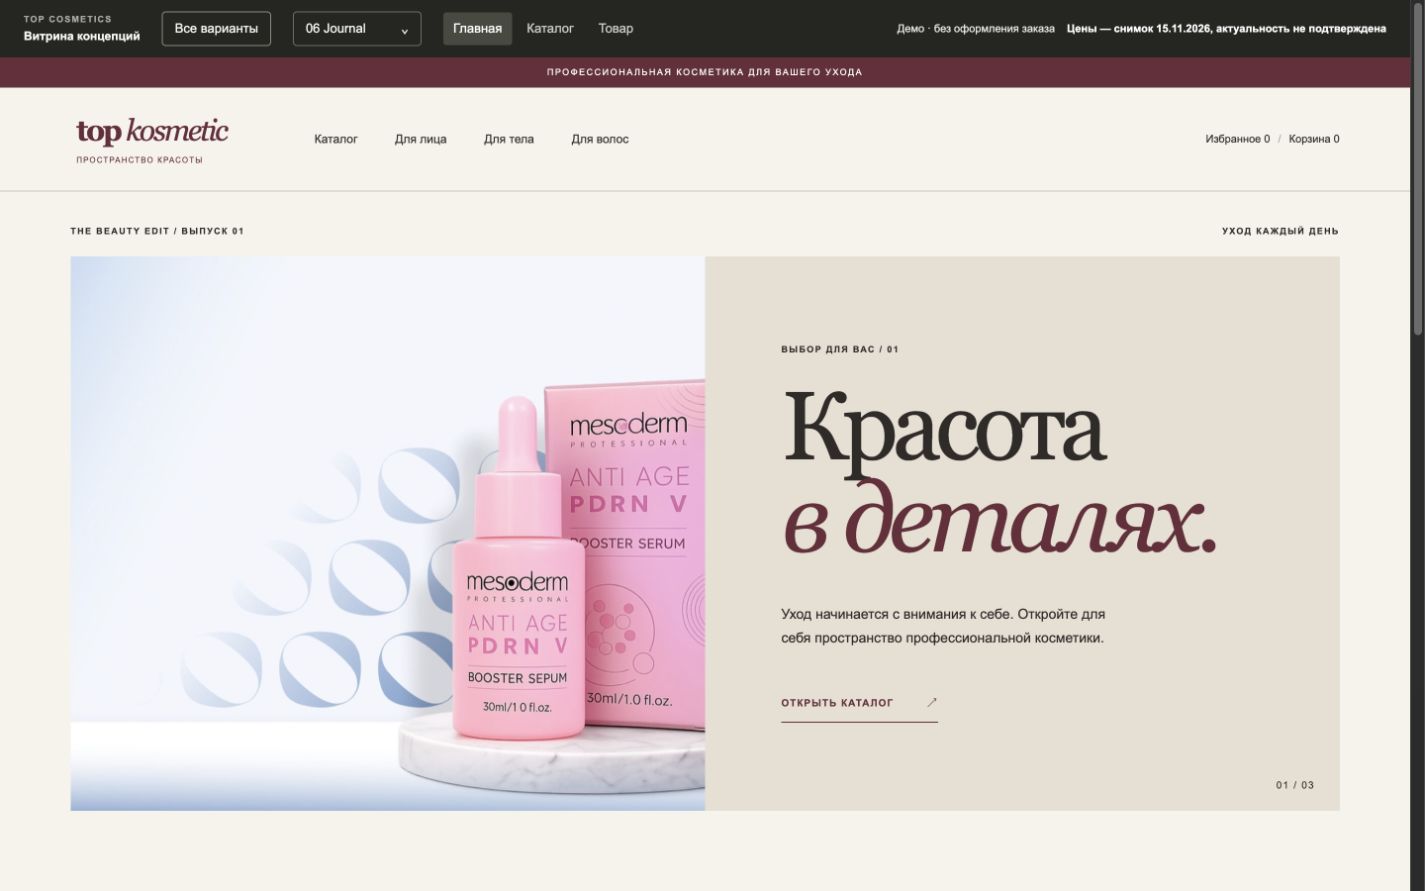 TOP COSMETICS
Витрина концепций
Все варианты
06 Journal
Главная
Каталог
Товар
Демо · без оформления заказа
Цены — снимок 15.11.2026, актуальность не подтверждена
ПРОФЕССИОНАЛЬНАЯ КОСМЕТИКА ДЛЯ ВАШЕГО УХОДА
top kosmetic
ПРОСТРАНСТВО КРАСОТЫ
Каталог
Для лица
Для тела
Для волос
Избранное 0 / Корзина 0
THE BEAUTY EDIT / ВЫПУСК 01
УХОД КАЖДЫЙ ДЕНЬ
mesoderm
PROFESSIONAL
ANTI AGE
PDRN V
BOOSTER SERUM
30ml/1.0 fl.oz.
mesoderm
PROFESSIONAL
ANTI AGE
PDRN V
BOOSTER SEPUM
30ml/1 0 fl.oz.
ВЫБОР ДЛЯ ВАС / 01
Красота
в деталях.
Уход начинается с внимания к себе. Откройте для
себя пространство профессиональной косметики.
ОТКРЫТЬ КАТАЛОГ
01 / 03